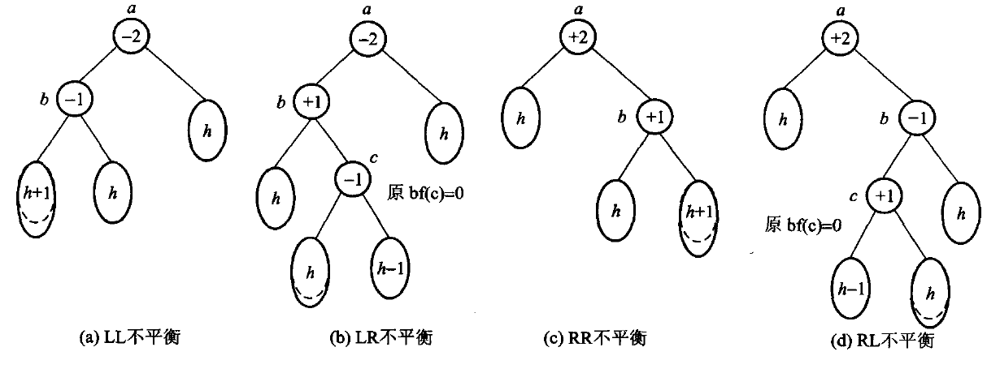 a
a
a
a
−2
−2
+2
+2
b
−1
h
b
+1
h
h
b
+1
h
b
−1
h+1
h
h
c
−1
原 bf(c)=0
h
h+1
c
+1
h
原 bf(c)=0
h
h−1
h−1
h
(a) LL不平衡
(b) LR不平衡
(c) RR不平衡
(d) RL不平衡